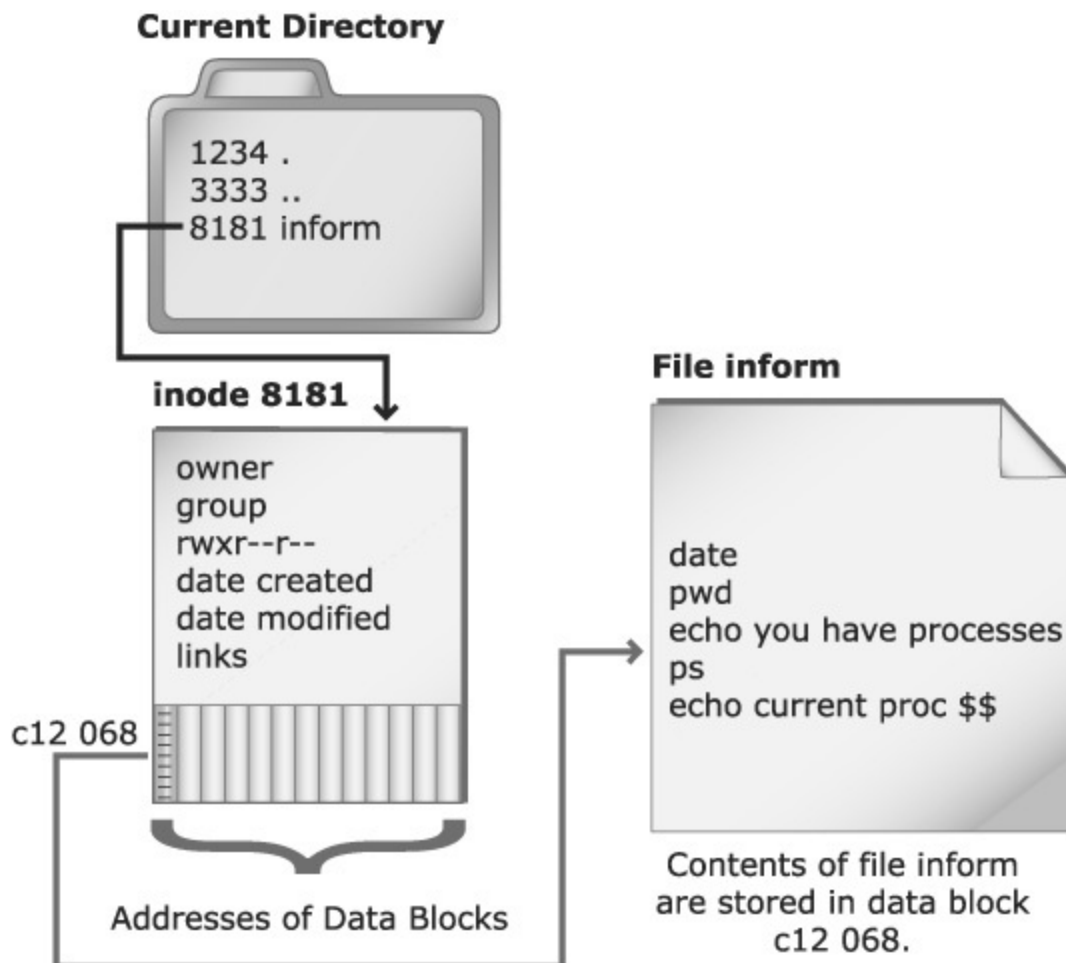 Current Directory
1234 .
3333 ..
8181 inform
inode 8181
owner
group
rwxr--r--
date created
date modified
links
c12 068
Addresses of Data Blocks
File inform
date
pwd
echo you have processes
ps
echo current proc $$
Contents of file inform
are stored in data block
c12 068.